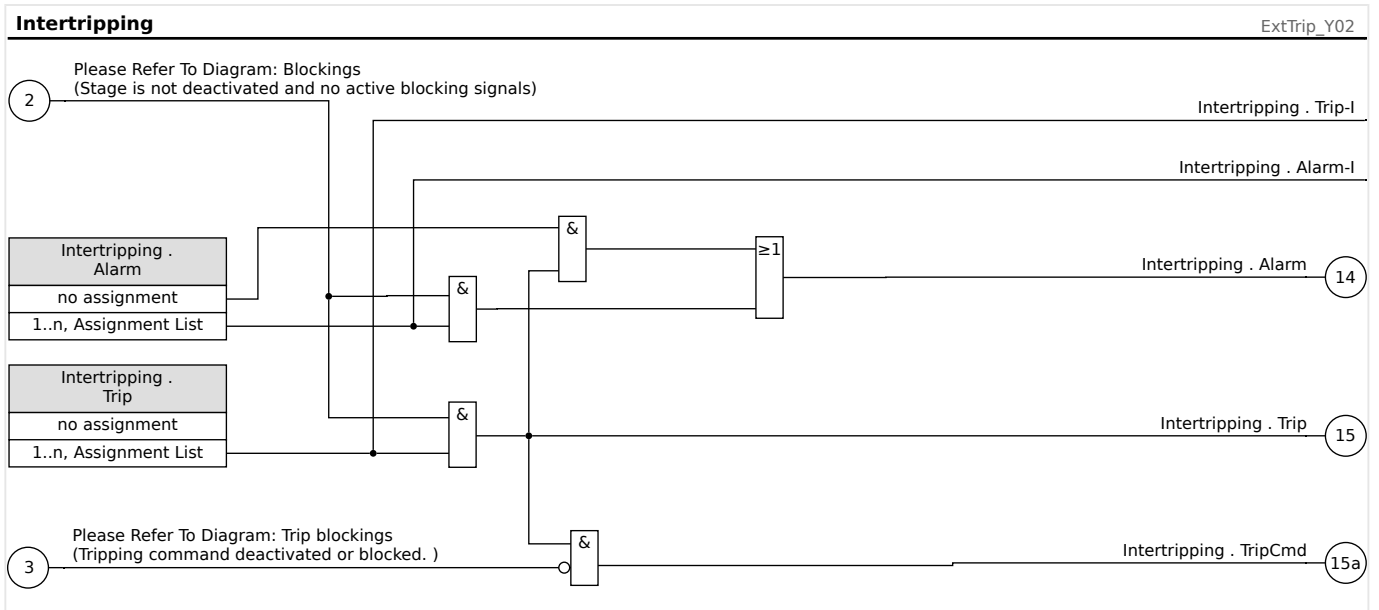 Intertripping
ExtTrip_Y02
Please Refer To Diagram: Blockings
(Stage is not deactivated and no active blocking signals)
2
Intertripping . Trip-I
Intertripping . Alarm-I
&
≥1
Intertripping .
Alarm
no assignment
1..n, Assignment List
&
Intertripping . Alarm
14
Intertripping .
Trip
no assignment
1..n, Assignment List
&
Intertripping . Trip
15
Please Refer To Diagram: Trip blockings
(Tripping command deactivated or blocked. )
3
&
Intertripping . TripCmd
15a